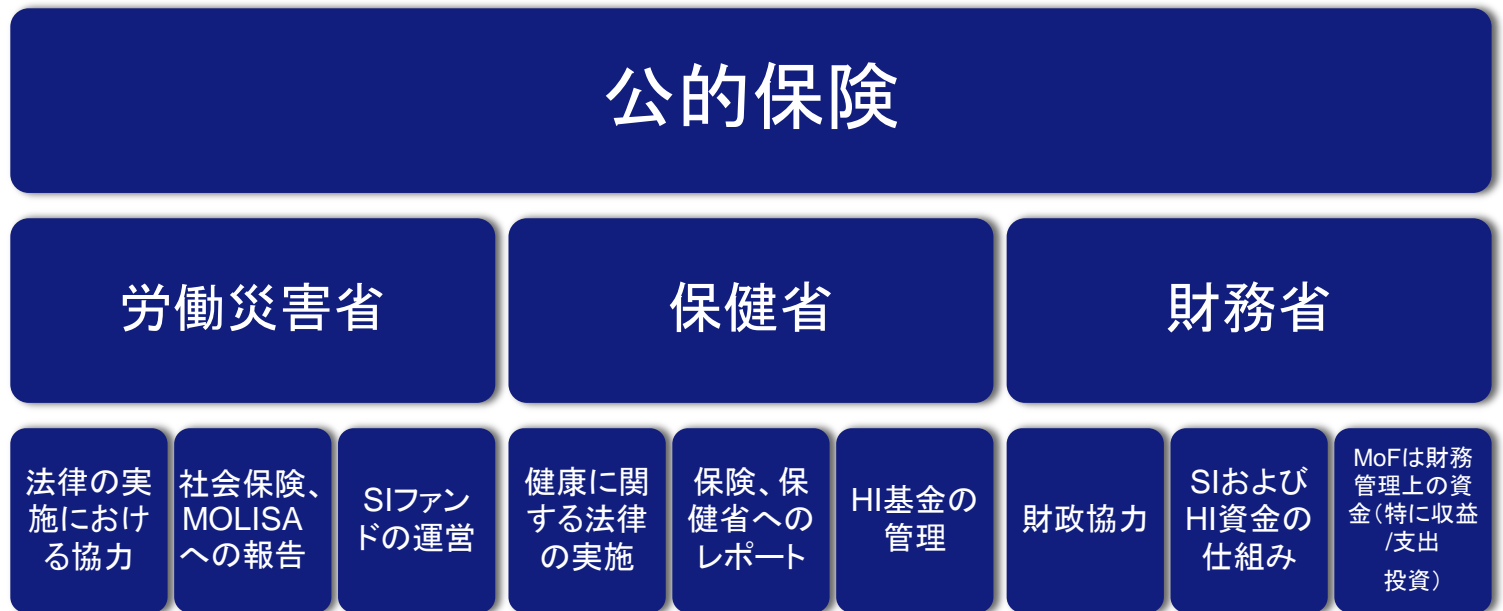 公的保険
労働災害省
保健省
財務省
法律の実
施におけ
る協力
社会保険、
MOLISA
への報告
SIファン
ドの運営
健康に関
する法律
の実施
保険、保
健省への
レポート
HI基金の
管理
財政協力
SIおよび
HI資金の
仕組み
MoFは財務
管理上の資
金（特に収益
/支出
投資）